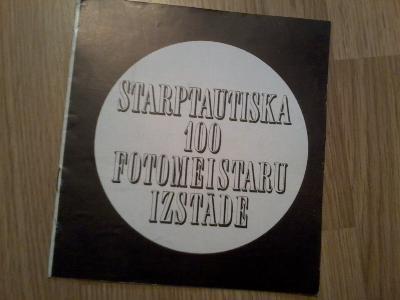 STARPTAUTISKA
100
FOTOMEISTARU
IZSTĀDE